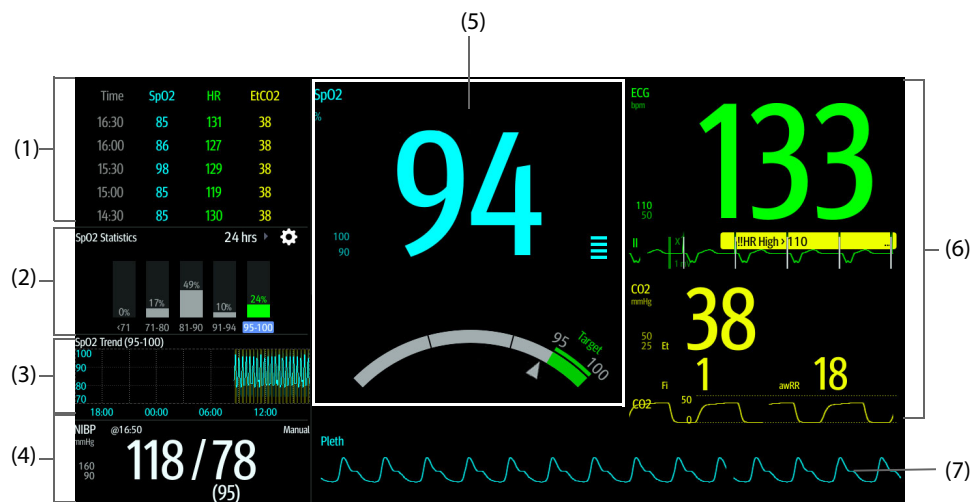 (5)
Time SpO2 HR EtCO2
16:30 85 131 38
16:00 86 127 38
15:30 98 129 38
15:00 85 119 38
14:30 130 85 38
(1)
SpO2 Statistics 24 hrs
0% 17% 49% 10% 24%
<71 71-80 81-90 91-94 95-100
(2)
SpO2 Trend (95-100)
100
90
80
70
18:00 00:00 06:00 12:00
(3)
NIBP @16:50 Manual
mmHg
160
90
118 / 78
(95)
(4)
SpO2
%
94
100
90
95 Target 100
ECG
bpm
133
110
50
!!HR High > 110 ...
II X1
1mV
(6)
CO2
mmHg
38
50
25 Et
Fi 1 awRR 18
CO2 50
0
Pleth
(7)